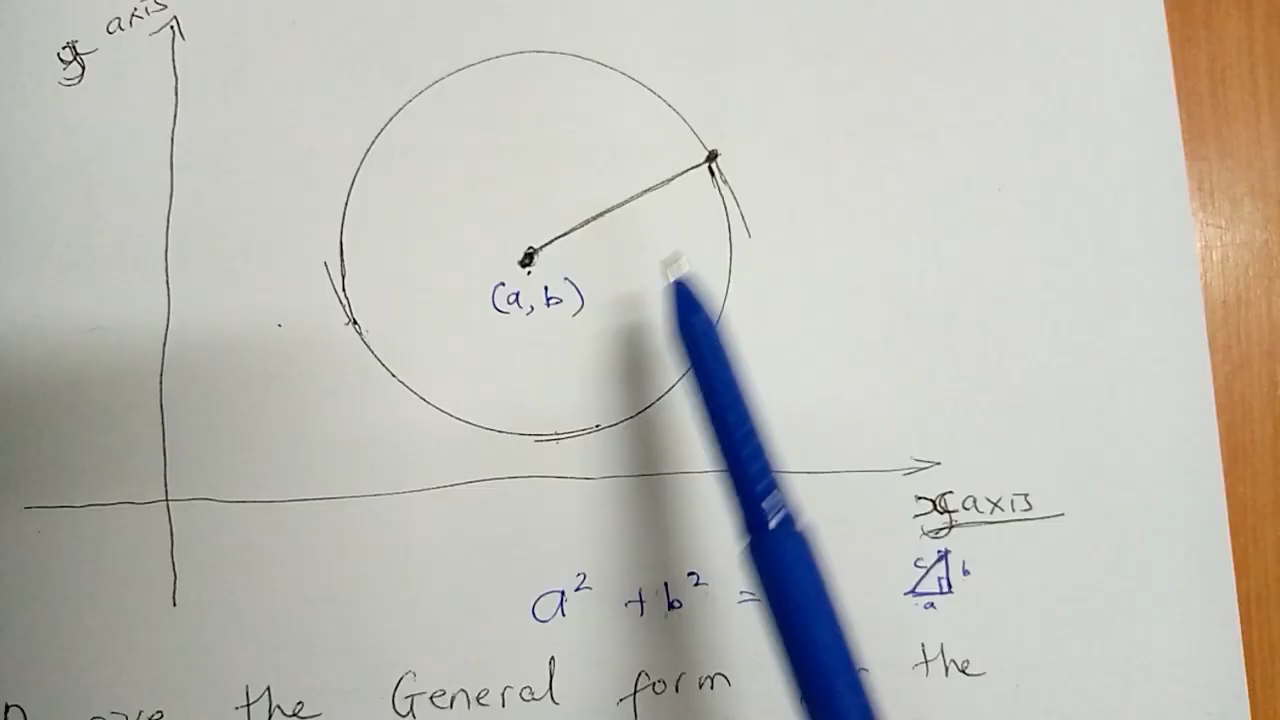 y axis
(a, b)
x axis
a² + b² =
c b
a
the General form the